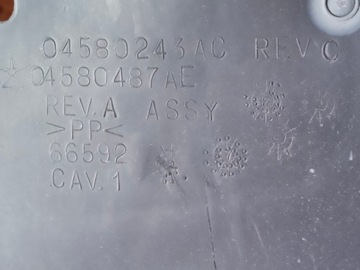 04580243AC REV C
04580487AE
REV.A ASSY
>PP<
66592
CAV.1